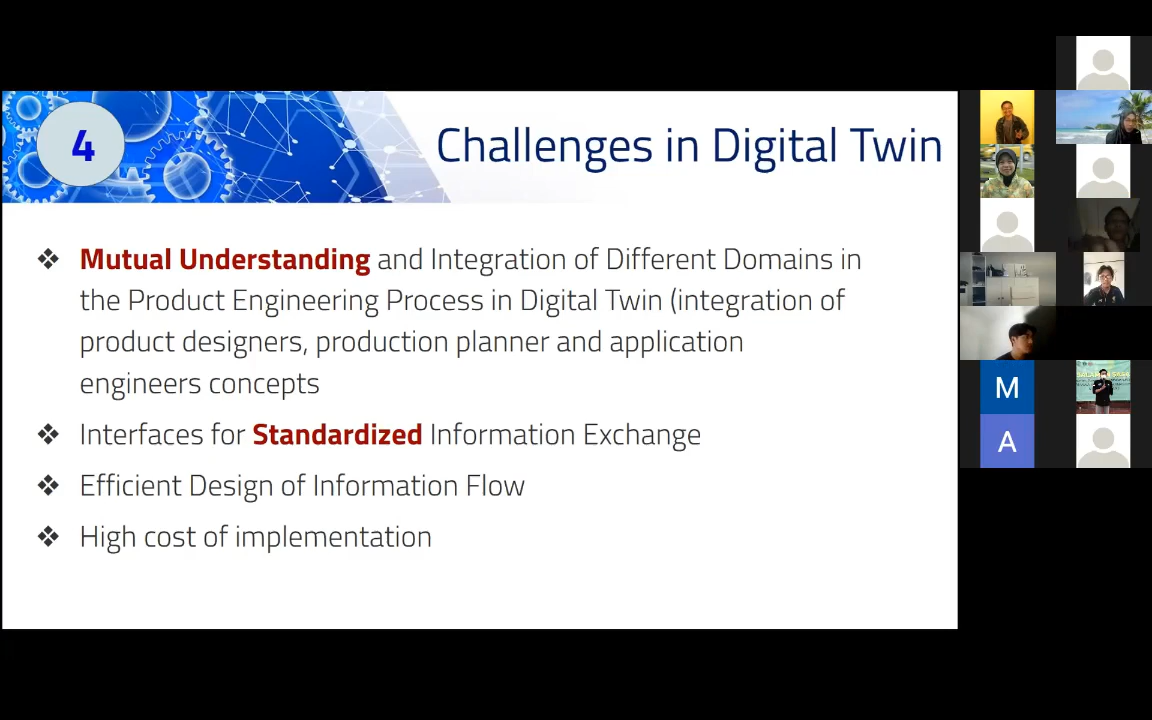 4
Challenges in Digital Twin
❖ Mutual Understanding and Integration of Different Domains in
the Product Engineering Process in Digital Twin (integration of
product designers, production planner and application
engineers concepts
❖ Interfaces for Standardized Information Exchange
❖ Efficient Design of Information Flow
❖ High cost of implementation
M
A